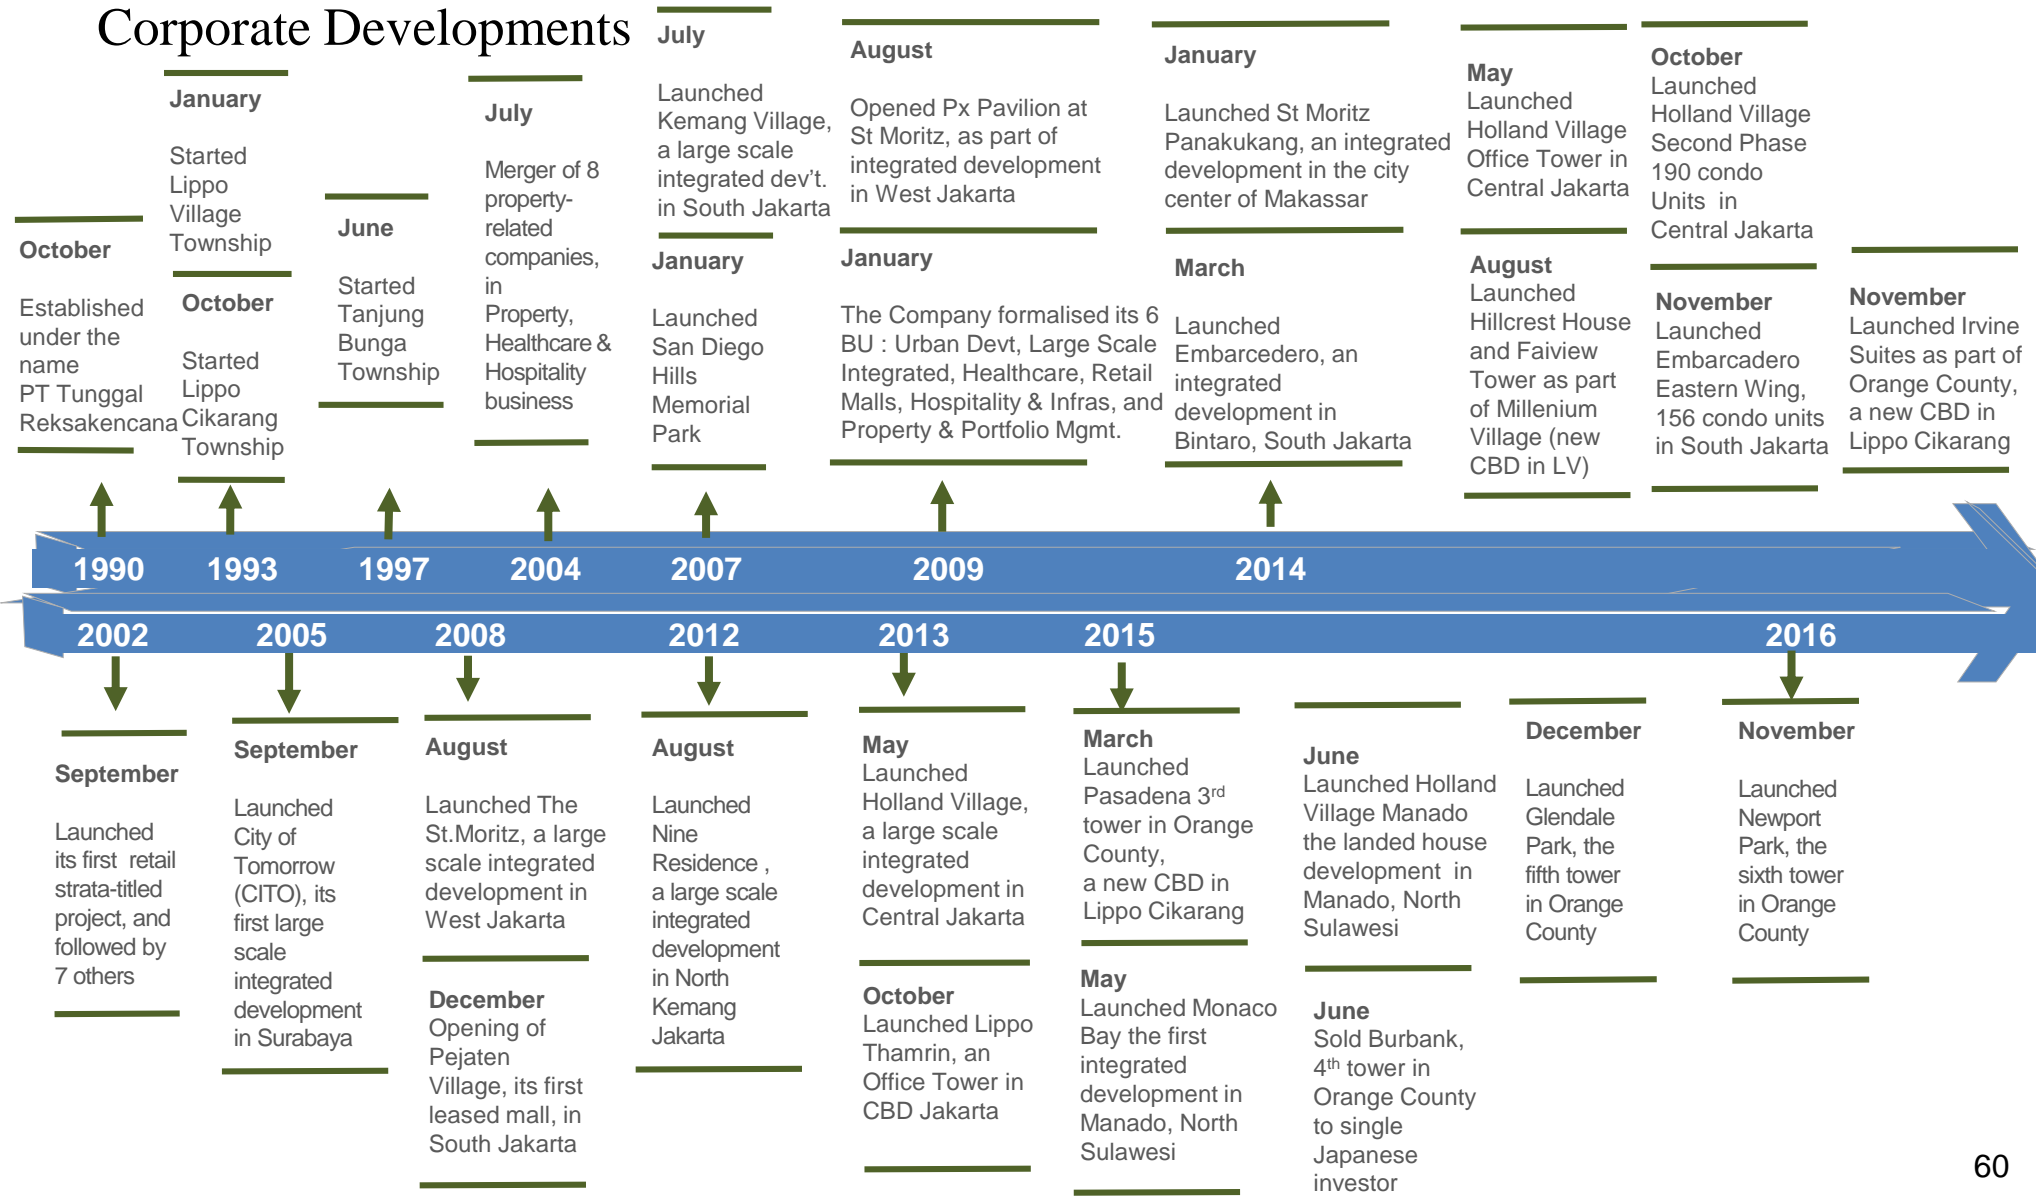 Corporate Developments
October
Established
under the
name
PT Tunggal
Reksakencana
January
Started
Lippo
Village
Township
October
Started
Lippo
Cikarang
Township
June
Started
Tanjung
Bunga
Township
July
Merger of 8
property-
related
companies,
in
Property,
Healthcare &
Hospitality
business
July
Launched
Kemang Village,
a large scale
integrated dev't.
in South Jakarta
January
Launched
San Diego
Hills
Memorial
Park
August
Opened Px Pavilion at
St Moritz, as part of
integrated development
in West Jakarta
January
The Company formalised its 6
BU : Urban Devt, Large Scale
Integrated, Healthcare, Retail
Malls, Hospitality & Infras, and
Property & Portfolio Mgmt.
January
Launched St Moritz
Panakukang, an integrated
development in the city
center of Makassar
March
Launched
Embarcedero, an
integrated
development in
Bintaro, South Jakarta
May
Launched
Holland Village
Office Tower in
Central Jakarta
August
Launched
Hillcrest House
and Faiview
Tower as part
of Millenium
Village (new
CBD in LV)
October
Launched
Holland Village
Second Phase
190 condo
Units in
Central Jakarta
November
Launched
Embarcadero
Eastern Wing,
156 condo units
in South Jakarta
November
Launched Irvine
Suites as part of
Orange County,
a new CBD in
Lippo Cikarang
1990 1993 1997 2004 2007 2009 2014
2002 2005 2008 2012 2013 2015 2016
September
Launched
its first retail
strata-titled
project, and
followed by
7 others
September
Launched
City of
Tomorrow
(CITO), its
first large
scale
integrated
development
in Surabaya
August
Launched The
St.Moritz, a large
scale integrated
development in
West Jakarta
December
Opening of
Pejaten
Village, its first
leased mall, in
South Jakarta
August
Launched
Nine
Residence ,
a large scale
integrated
development
in North
Kemang
Jakarta
May
Launched
Holland Village,
a large scale
integrated
development in
Central Jakarta
October
Launched Lippo
Thamrin, an
Office Tower in
CBD Jakarta
March
Launched
Pasadena 3rd
tower in Orange
County,
a new CBD in
Lippo Cikarang
May
Launched Monaco
Bay the first
integrated
development in
Manado, North
Sulawesi
June
Launched Holland
Village Manado
the landed house
development in
Manado, North
Sulawesi
June
Sold Burbank,
4th tower in
Orange County
to single
Japanese
investor
December
Launched
Glendale
Park, the
fifth tower
in Orange
County
November
Launched
Newport
Park, the
sixth tower
in Orange
County
60